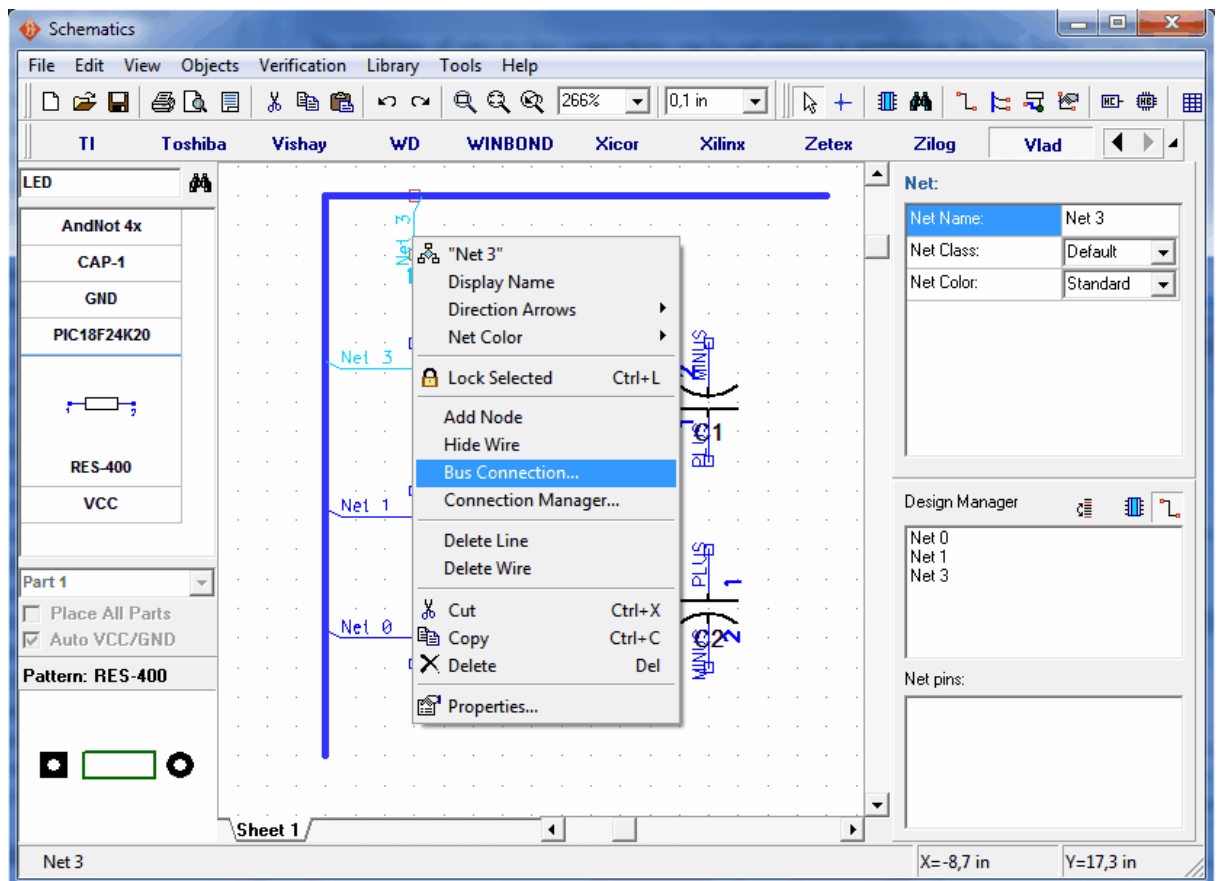 Schematics
File Edit View Objects Verification Library Tools Help
266% 0,1 in
TI Toshiba Vishay WD WINBOND Xicor Xilinx Zetex Zilog Vlad
LED
AndNot 4x
CAP-1
GND
PIC18F24K20
1 2
RES-400
VCC
Part 1
Place All Parts
Auto VCC/GND
Pattern: RES-400
Net 3
Net 3
Net 1
Net 0
"Net 3"
Display Name
Direction Arrows
Net Color
Lock Selected Ctrl+L
Add Node
Hide Wire
Bus Connection...
Connection Manager...
Delete Line
Delete Wire
Cut Ctrl+X
Copy Ctrl+C
Delete Del
Properties...
MINUS
2
C1
PLUS
PLUS
1
C2
2
MINUS
Sheet 1
Net:
Net Name: Net 3
Net Class: Default
Net Color: Standard
Design Manager
Net 0
Net 1
Net 3
Net pins:
Net 3
X=-8,7 in Y=17,3 in